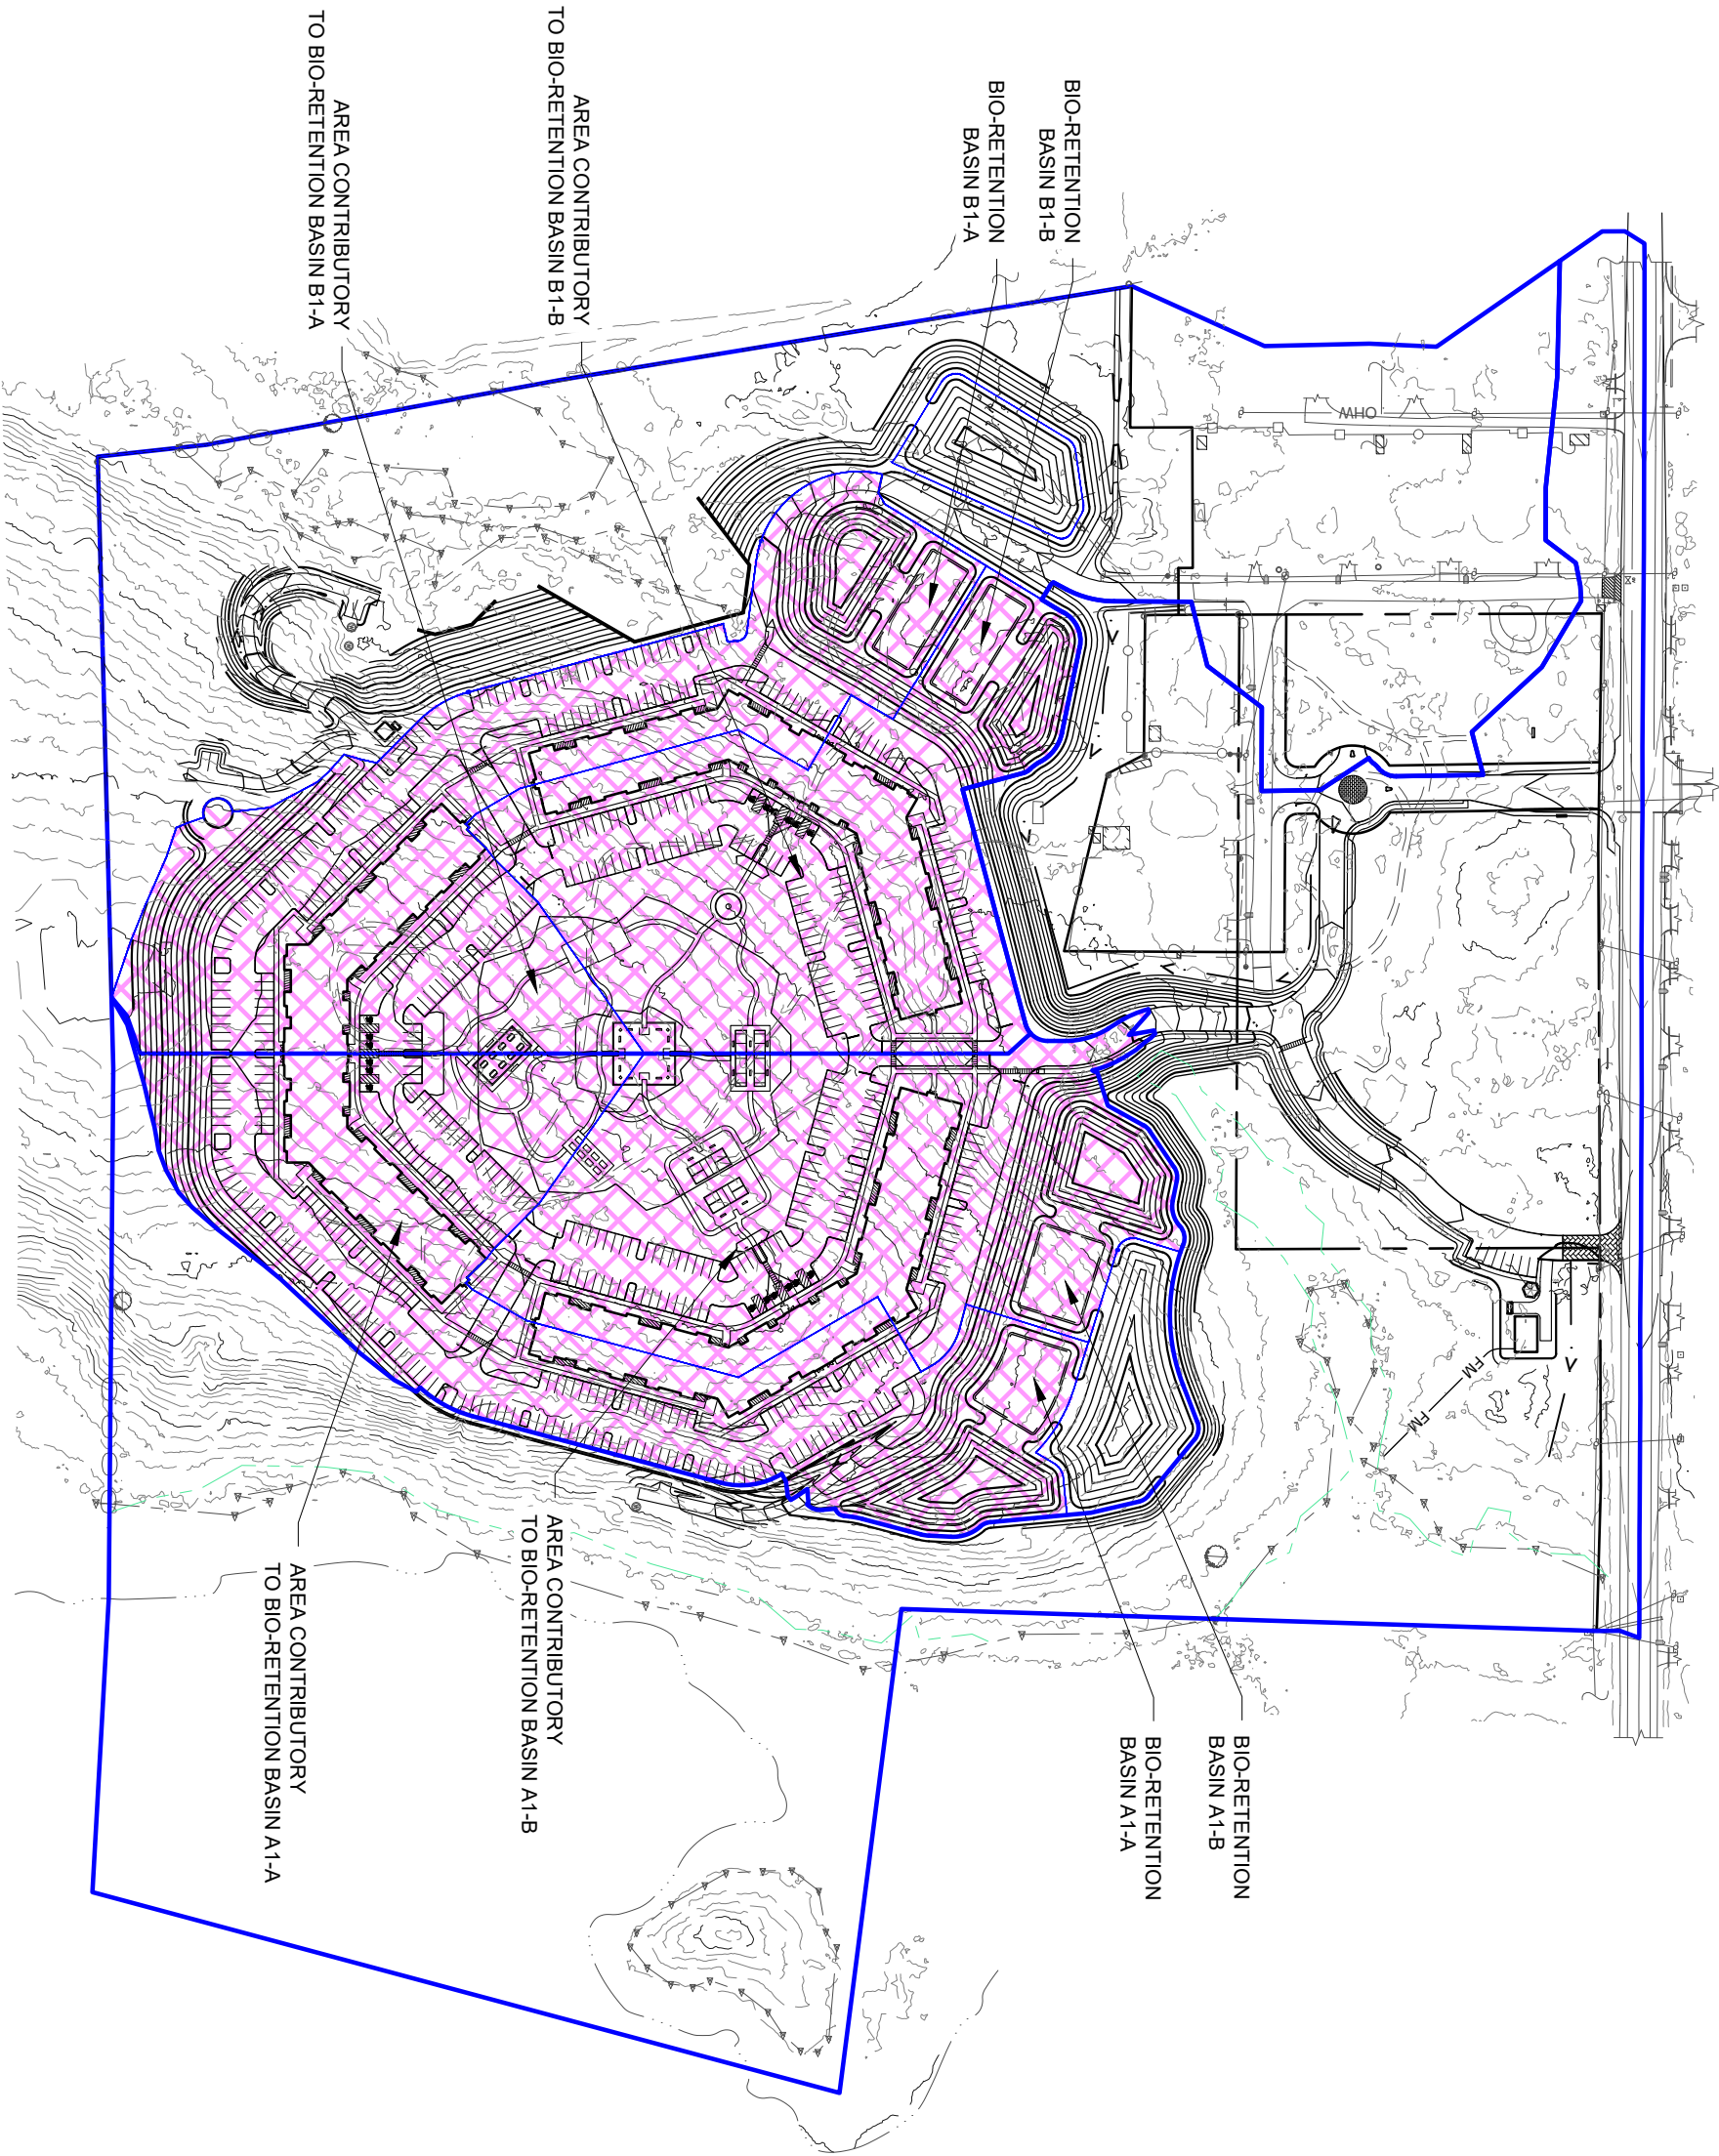 BIO-RETENTION
BASIN B1-B
BIO-RETENTION
BASIN B1-A
AREA CONTRIBUTORY
TO BIO-RETENTION BASIN B1-B
AREA CONTRIBUTORY
TO BIO-RETENTION BASIN B1-A
BIO-RETENTION
BASIN A1-B
BIO-RETENTION
BASIN A1-A
AREA CONTRIBUTORY
TO BIO-RETENTION BASIN A1-B
AREA CONTRIBUTORY
TO BIO-RETENTION BASIN A1-A
OHW
FM
FM